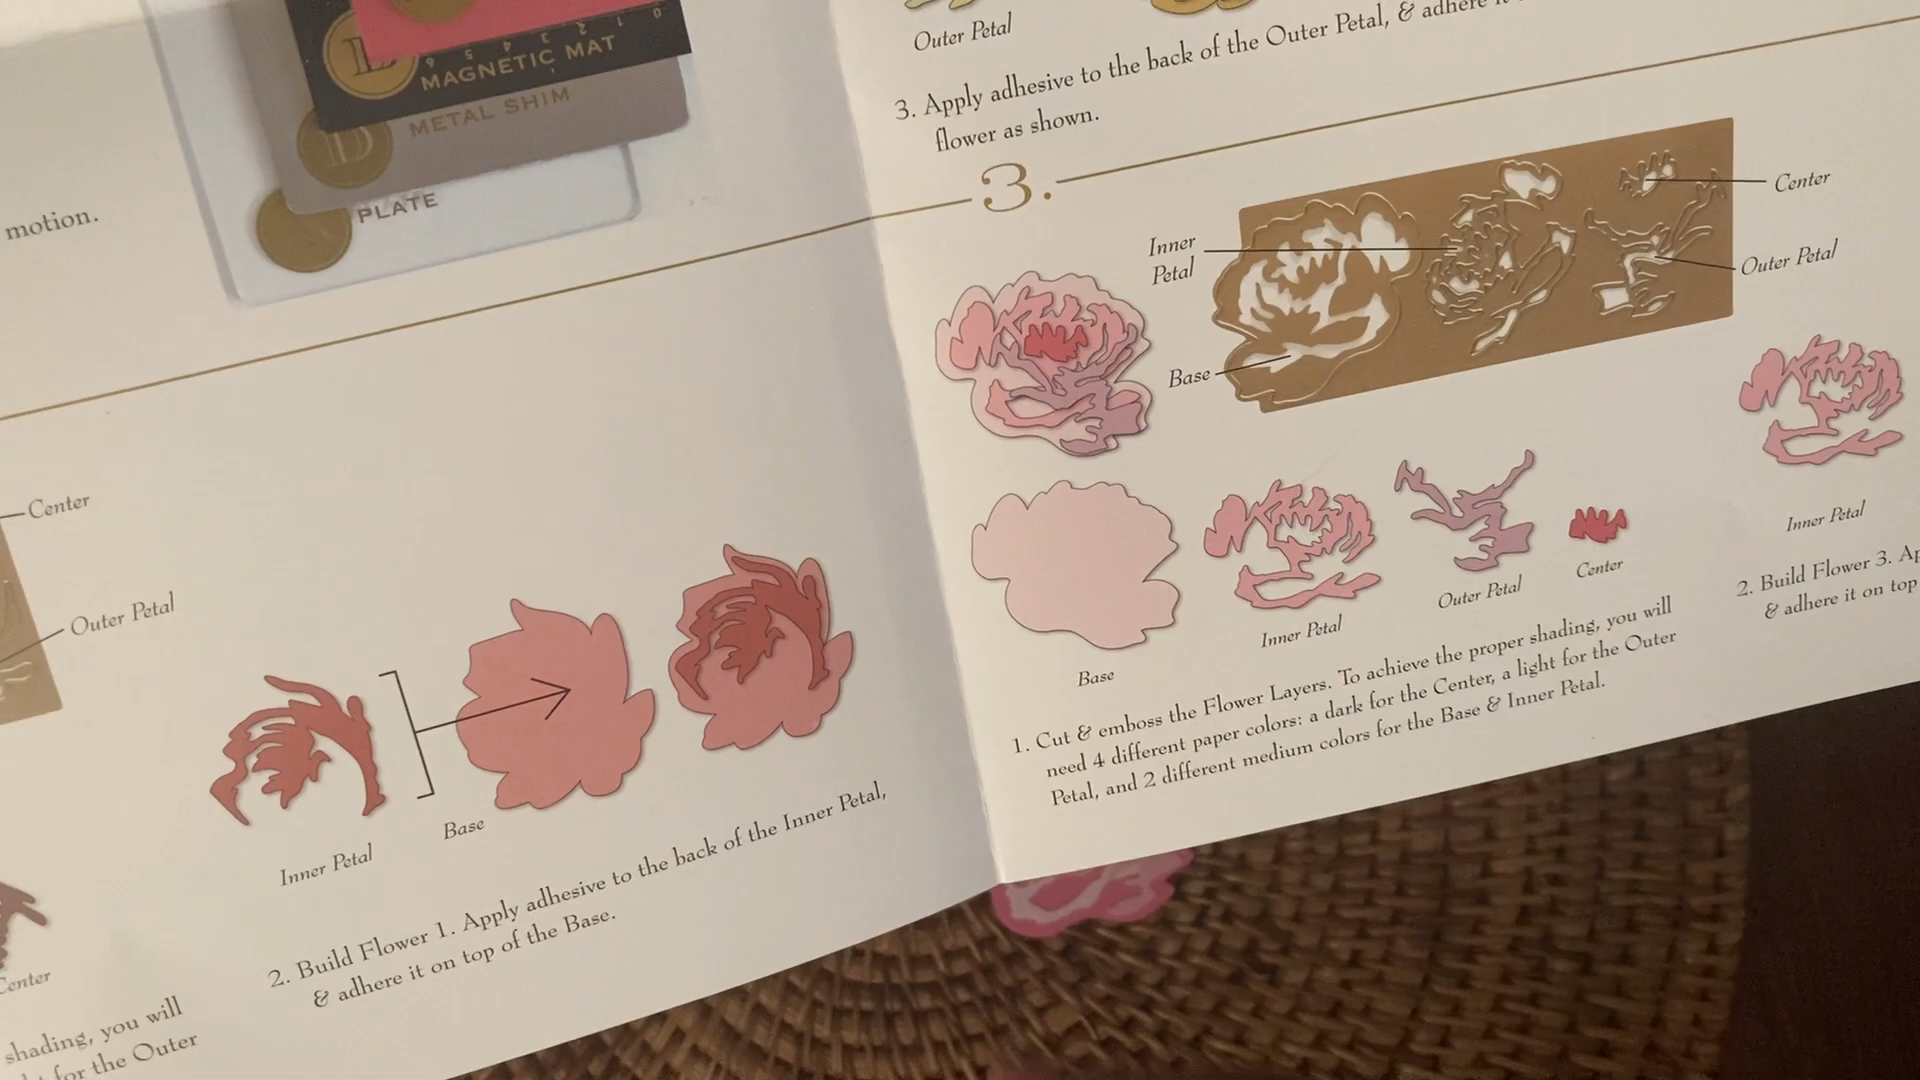 MAGNETIC MAT
METAL SHIM
PLATE
motion.
Center
Outer Petal
Inner Petal
Base
2. Build Flower 1. Apply adhesive to the back of the Inner Petal,
& adhere it on top of the Base.
Center
shading, you will
for the Outer
Outer Petal
3. Apply adhesive to the back of the Outer Petal, & adhere it
flower as shown.
3.
Inner
Petal
Base
Center
Outer Petal
Base
Inner Petal
Outer Petal
Center
1. Cut & emboss the Flower Layers. To achieve the proper shading, you will
need 4 different paper colors: a dark for the Center, a light for the Outer
Petal, and 2 different medium colors for the Base & Inner Petal.
Inner Petal
2. Build Flower 3.
& adhere it on top